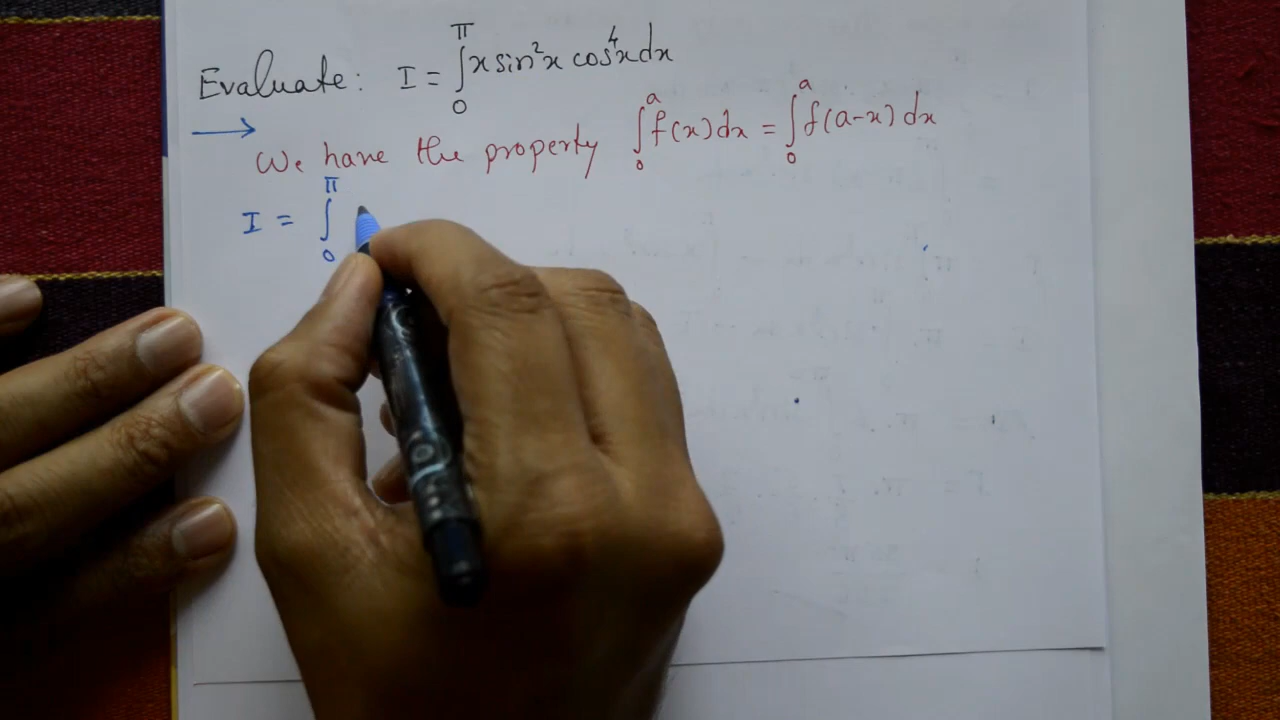 Evaluate: I = ∫₀^π x sin²x cos⁴x dx
We have the property ∫₀^a f(x) dx = ∫₀^a f(a-x) dx
I = ∫₀^π